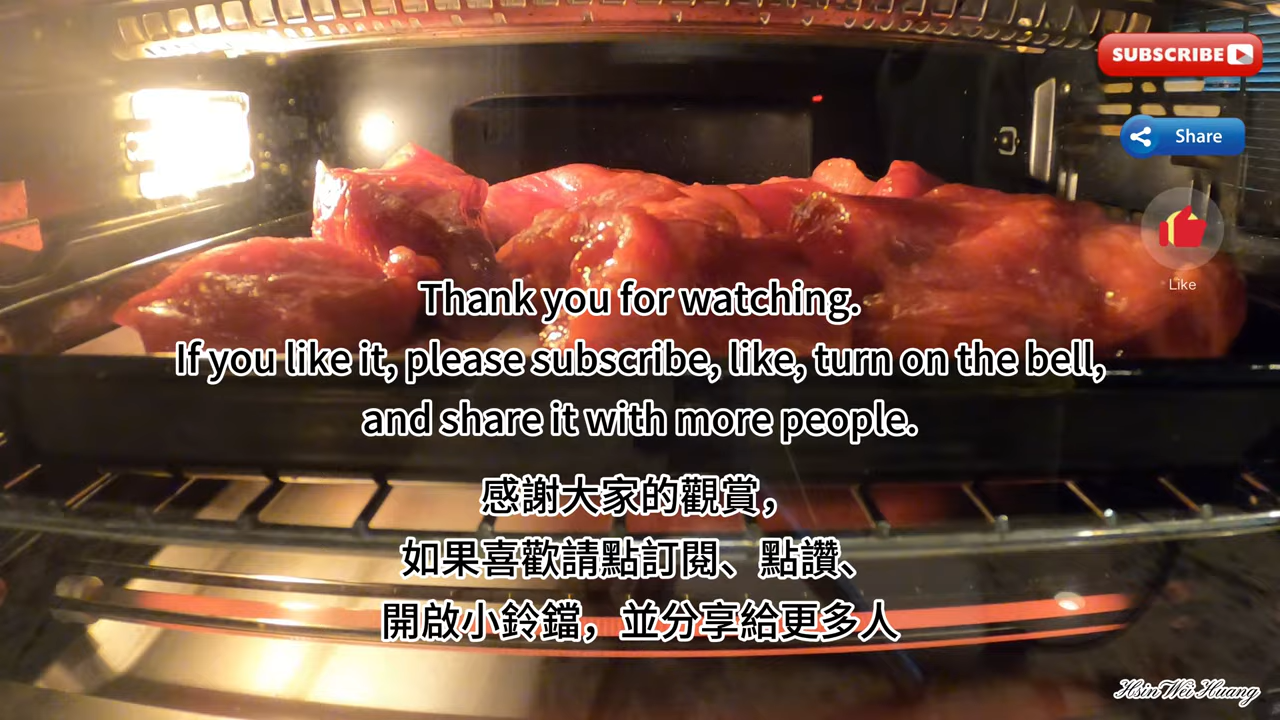 SUBSCRIBE
Share
Like
Thank you for watching.
If you like it, please subscribe, like, turn on the bell,
and share it with more people.
感謝大家的觀賞，
如果喜歡請點訂閱、點讚、
開啟小鈴鐺，並分享給更多人
Hsin Wei Huang